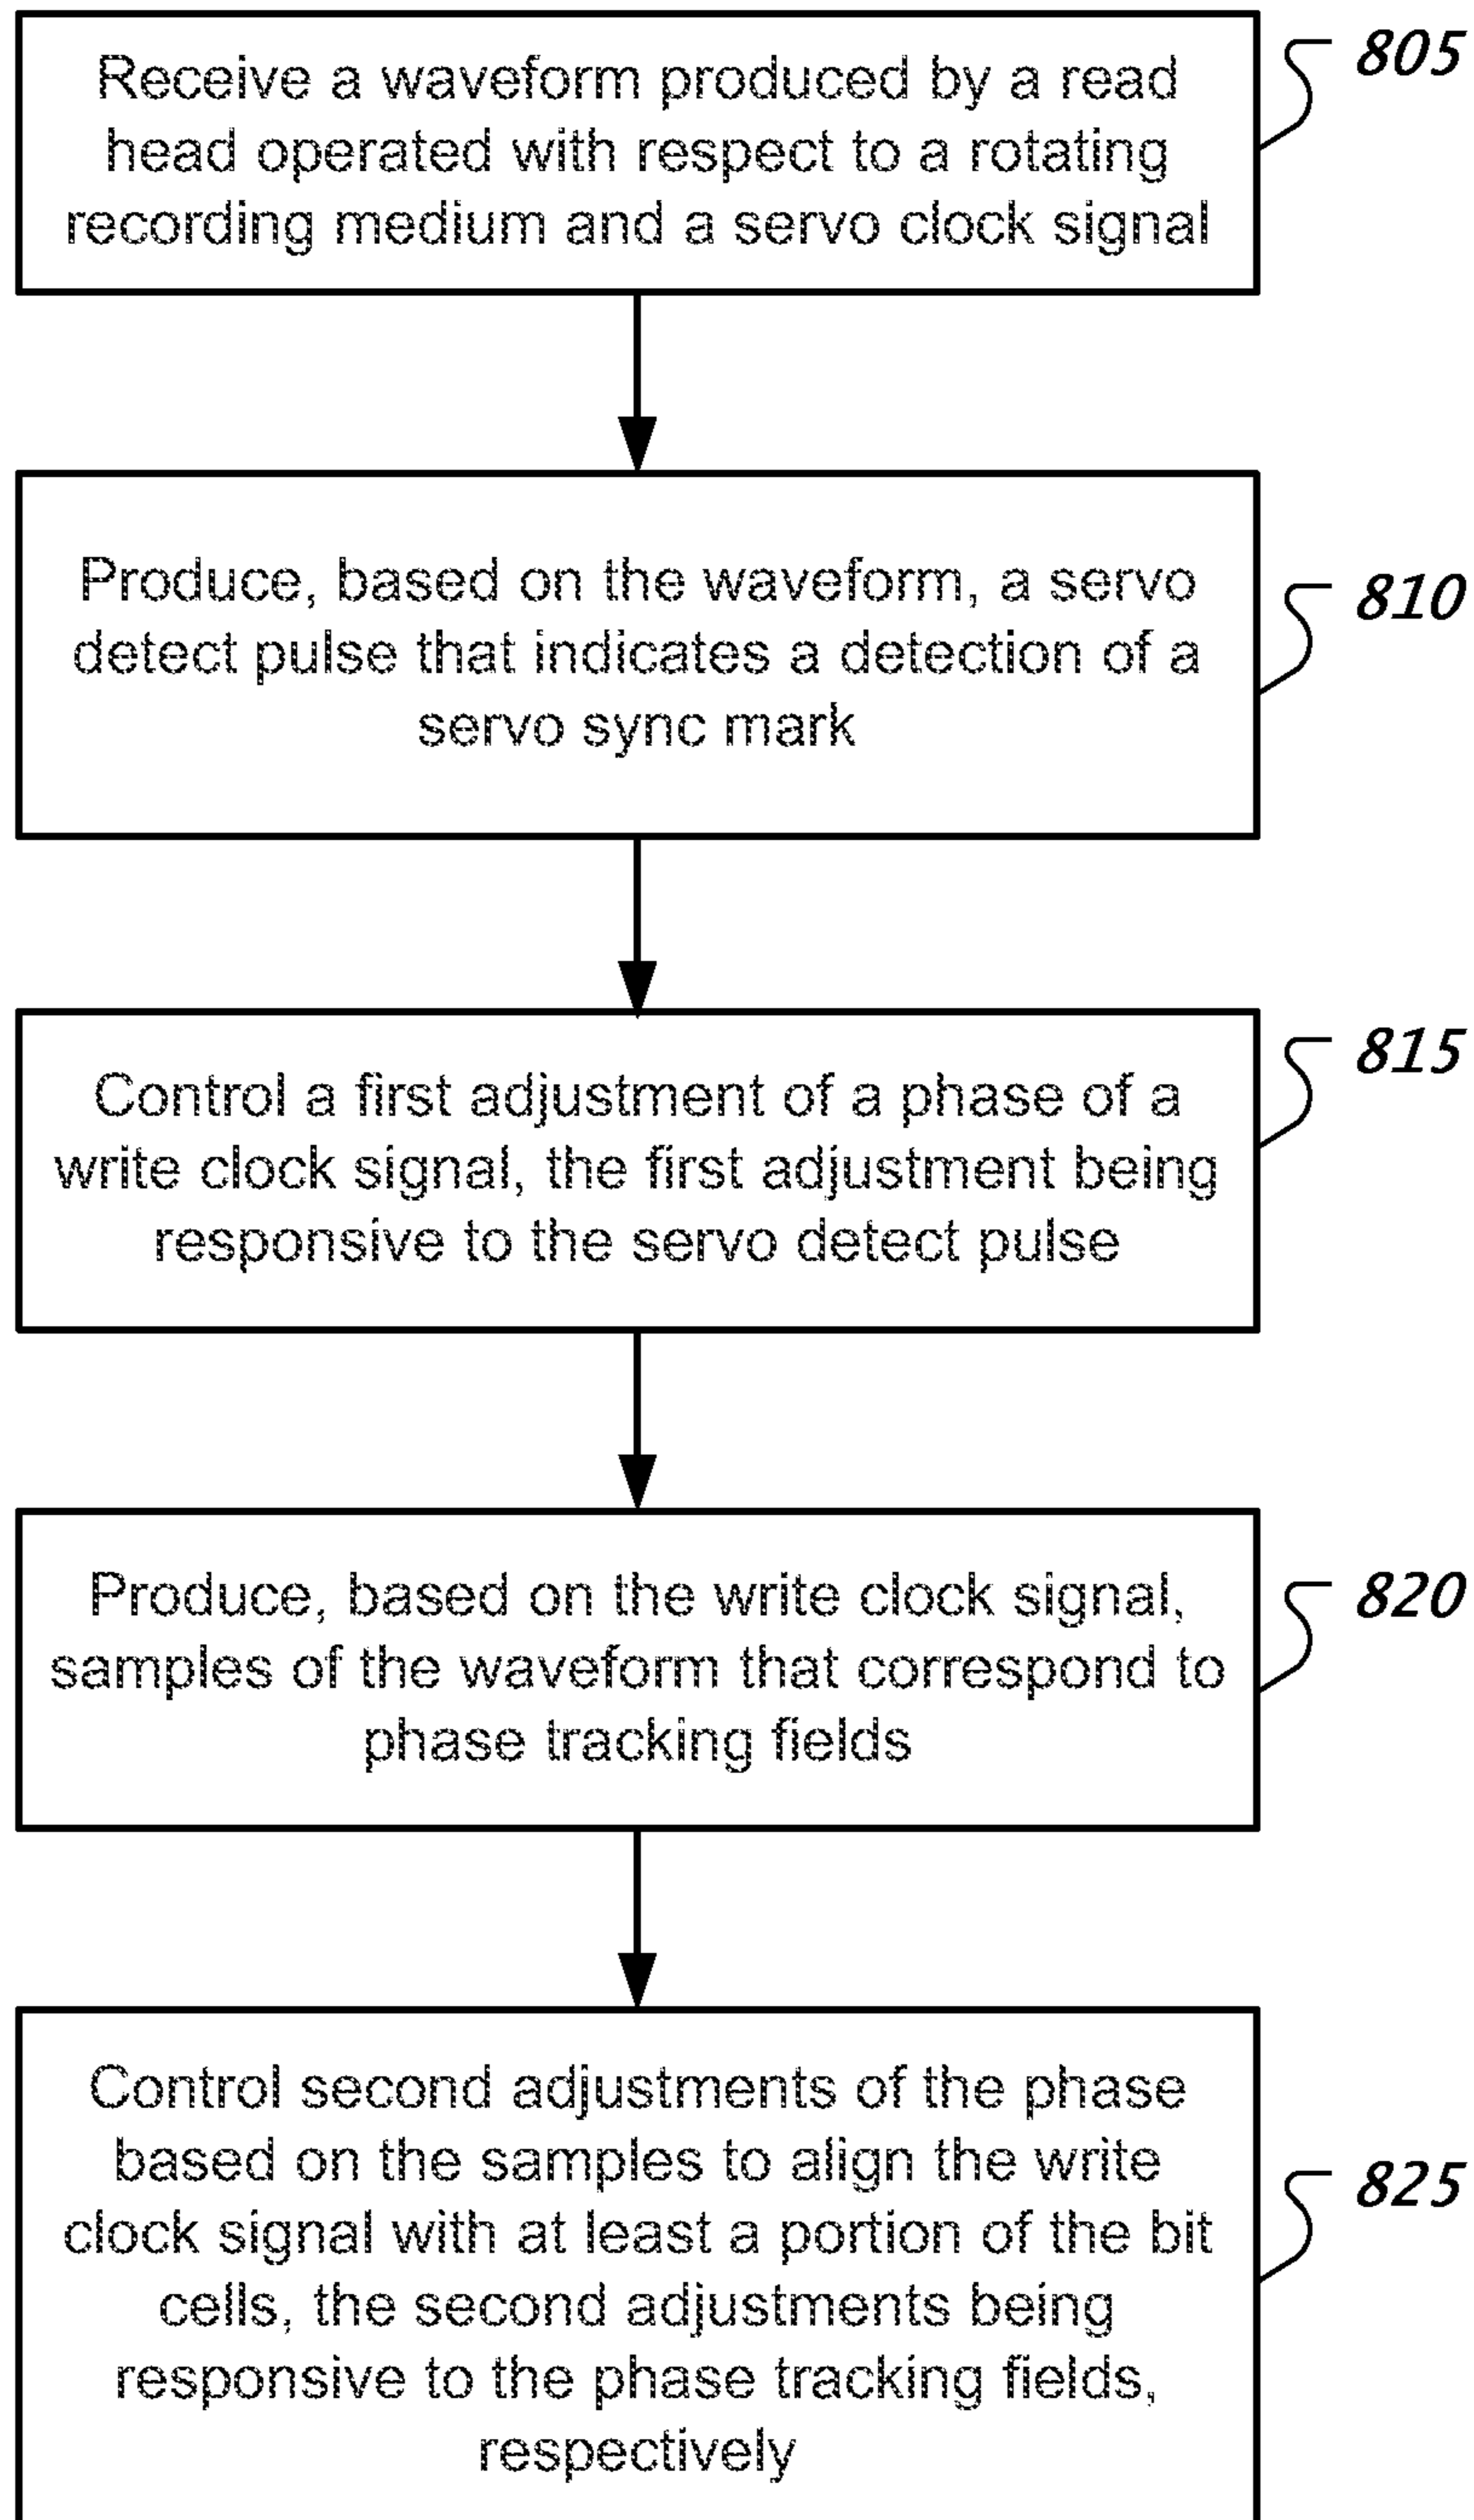 Receive a waveform produced by a read
head operated with respect to a rotating
recording medium and a servo clock signal
805
Produce, based on the waveform, a servo
detect pulse that indicates a detection of a
servo sync mark
810
Control a first adjustment of a phase of a
write clock signal, the first adjustment being
responsive to the servo detect pulse
815
Produce, based on the write clock signal,
samples of the waveform that correspond to
phase tracking fields
820
Control second adjustments of the phase
based on the samples to align the write
clock signal with at least a portion of the bit
cells, the second adjustments being
responsive to the phase tracking fields,
respectively
825